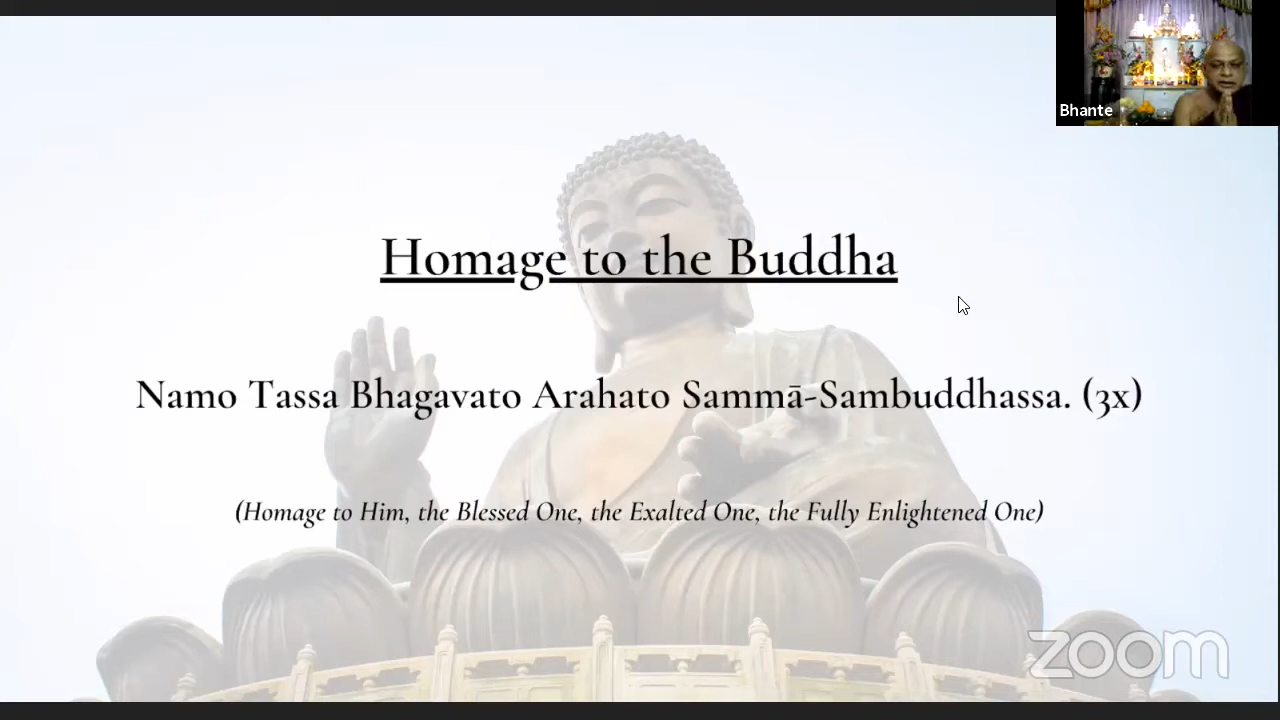 Bhante
Homage to the Buddha
Namo Tassa Bhagavato Arahato Sammā-Sambuddhassa. (3x)
(Homage to Him, the Blessed One, the Exalted One, the Fully Enlightened One)
zoom